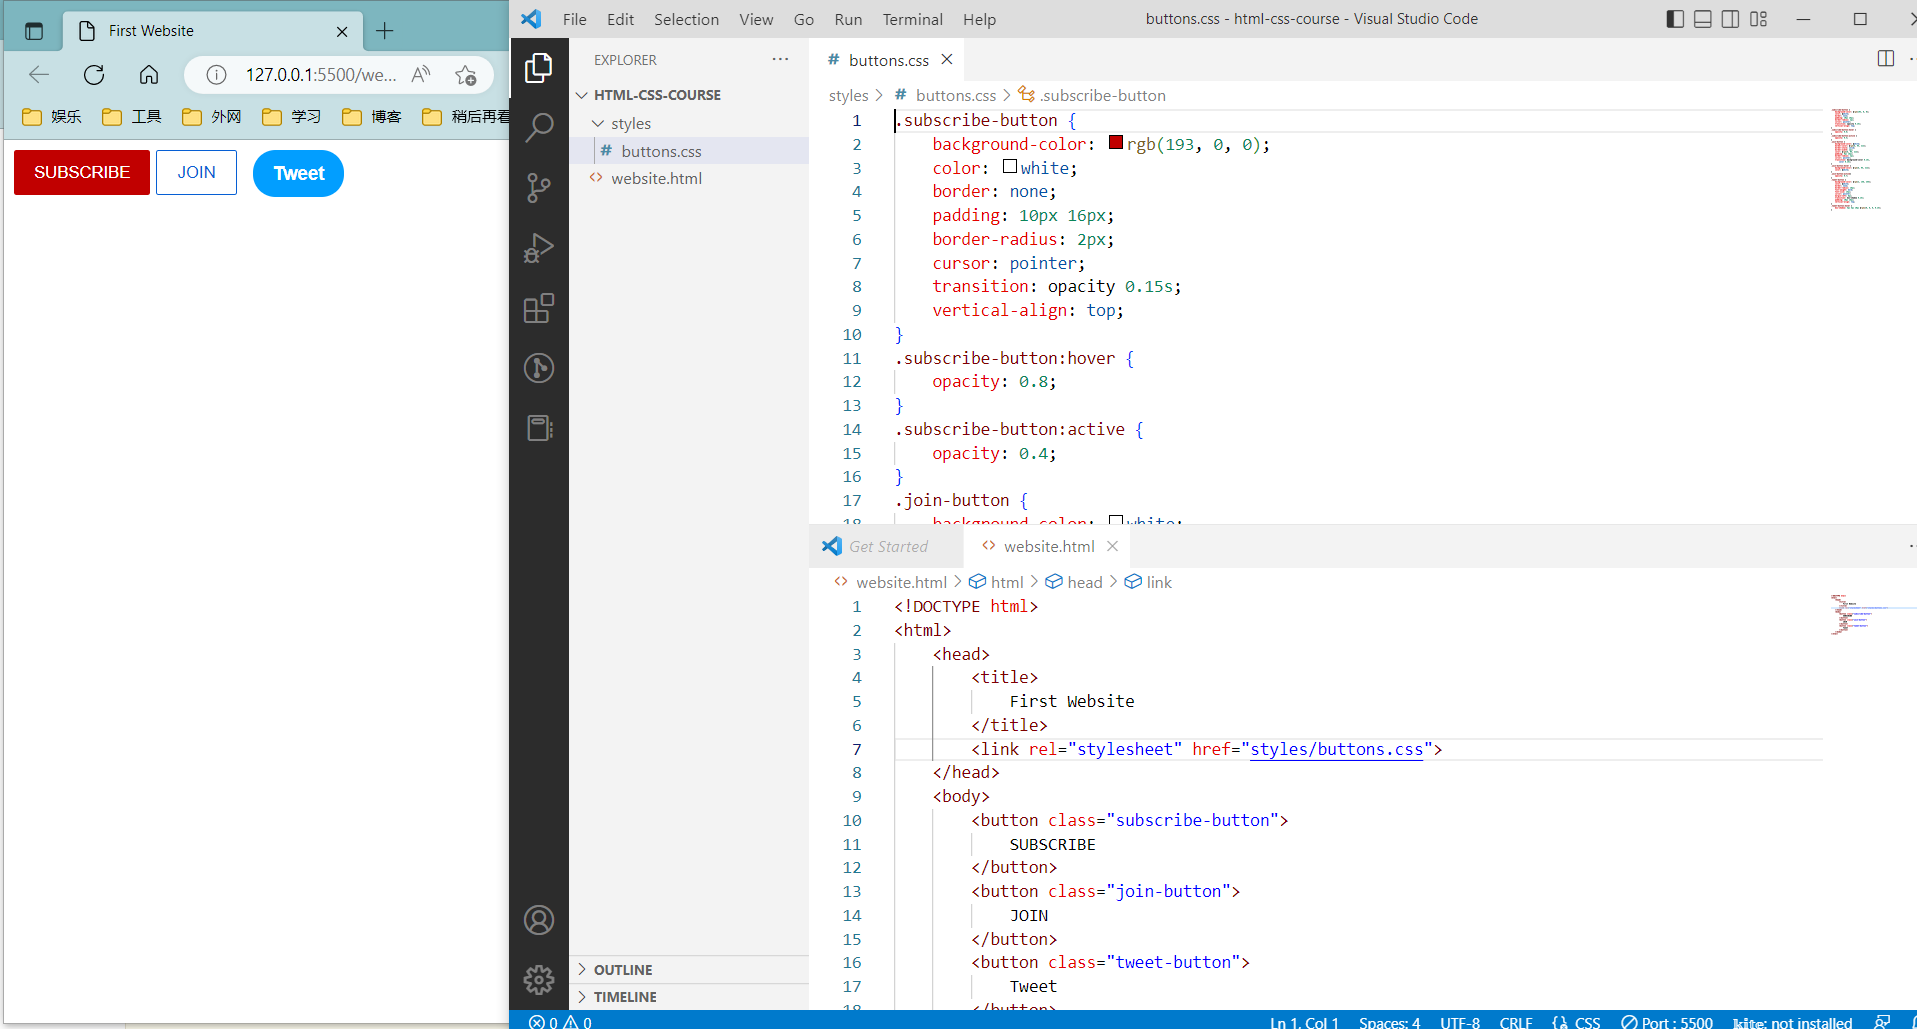 First Website
127.0.0.1:5500/we...
娱乐 工具 外网 学习 博客 稍后再看
SUBSCRIBE JOIN Tweet
File Edit Selection View Go Run Terminal Help
buttons.css - html-css-course - Visual Studio Code
EXPLORER
HTML-CSS-COURSE
styles
# buttons.css
<> website.html
OUTLINE
TIMELINE
# buttons.css
styles > # buttons.css > .subscribe-button
1 .subscribe-button {
2 background-color: rgb(193, 0, 0);
3 color: white;
4 border: none;
5 padding: 10px 16px;
6 border-radius: 2px;
7 cursor: pointer;
8 transition: opacity 0.15s;
9 vertical-align: top;
10 }
11 .subscribe-button:hover {
12 opacity: 0.8;
13 }
14 .subscribe-button:active {
15 opacity: 0.4;
16 }
17 .join-button {
18 background-color: white;
Get Started <> website.html
<> website.html > html > head > link
1 <!DOCTYPE html>
2 <html>
3 <head>
4 <title>
5 First Website
6 </title>
7 <link rel="stylesheet" href="styles/buttons.css">
8 </head>
9 <body>
10 <button class="subscribe-button">
11 SUBSCRIBE
12 </button>
13 <button class="join-button">
14 JOIN
15 </button>
16 <button class="tweet-button">
17 Tweet
18 </button>
0 0 Ln 1, Col 1 Spaces: 4 UTF-8 CRLF {} CSS Port : 5500 kite: not installed